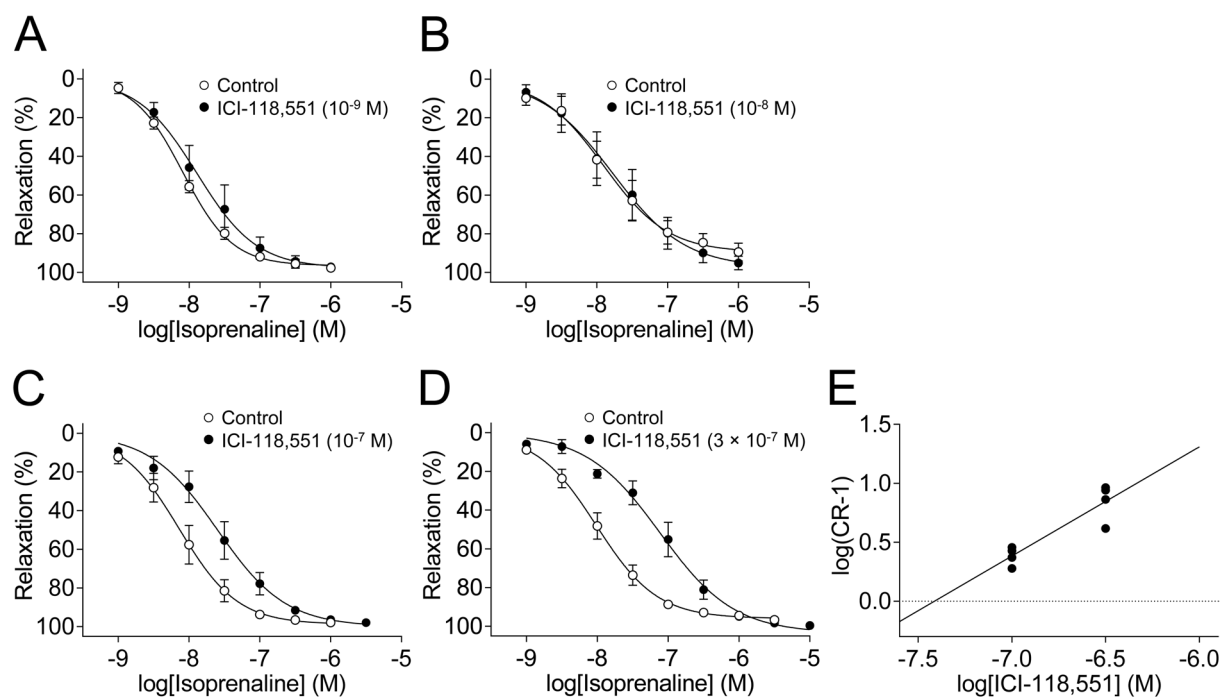 A
Control
ICI-118,551 (10⁻⁹ M)
Relaxation (%)
0
20
40
60
80
100
-9
-8
-7
-6
-5
log[Isoprenaline] (M)
B
Control
ICI-118,551 (10⁻⁸ M)
Relaxation (%)
0
20
40
60
80
100
-9
-8
-7
-6
-5
log[Isoprenaline] (M)
C
Control
ICI-118,551 (10⁻⁷ M)
Relaxation (%)
0
20
40
60
80
100
-9
-8
-7
-6
-5
log[Isoprenaline] (M)
D
Control
ICI-118,551 (3 × 10⁻⁷ M)
Relaxation (%)
0
20
40
60
80
100
-9
-8
-7
-6
-5
log[Isoprenaline] (M)
E
log(CR-1)
1.5
1.0
0.5
0.0
-7.5
-7.0
-6.5
-6.0
log[ICI-118,551] (M)